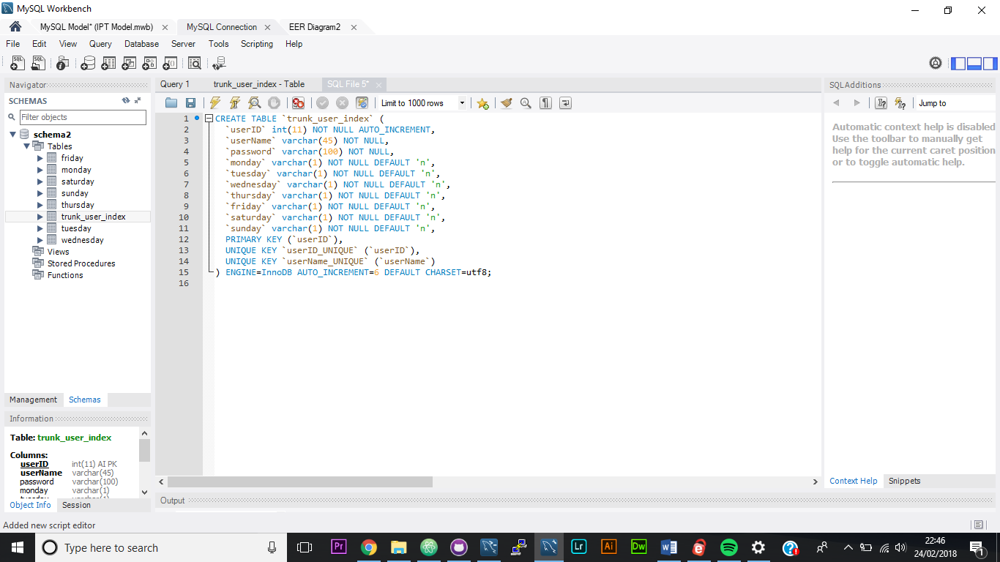 MySQL Workbench
MySQL Model* (IPT Model.mwb)
MySQL Connection
EER Diagram2
File Edit View Query Database Server Tools Scripting Help
Navigator
SCHEMAS
Filter objects
schema2
Tables
friday
monday
saturday
sunday
thursday
trunk_user_index
tuesday
wednesday
Views
Stored Procedures
Functions
Management Schemas
Information
Table: trunk_user_index
Columns:
userID int(11) AI PK
userName varchar(45)
password varchar(100)
monday varchar(1)
Object Info Session
Query 1
trunk_user_index - Table
SQL File 5*
Limit to 1000 rows
1 CREATE TABLE `trunk_user_index` (
2 `userID` int(11) NOT NULL AUTO_INCREMENT,
3 `userName` varchar(45) NOT NULL,
4 `password` varchar(100) NOT NULL,
5 `monday` varchar(1) NOT NULL DEFAULT 'n',
6 `tuesday` varchar(1) NOT NULL DEFAULT 'n',
7 `wednesday` varchar(1) NOT NULL DEFAULT 'n',
8 `thursday` varchar(1) NOT NULL DEFAULT 'n',
9 `friday` varchar(1) NOT NULL DEFAULT 'n',
10 `saturday` varchar(1) NOT NULL DEFAULT 'n',
11 `sunday` varchar(1) NOT NULL DEFAULT 'n',
12 PRIMARY KEY (`userID`),
13 UNIQUE KEY `userID_UNIQUE` (`userID`),
14 UNIQUE KEY `userName_UNIQUE` (`userName`)
15 ) ENGINE=InnoDB AUTO_INCREMENT=6 DEFAULT CHARSET=utf8;
16
Output
SQLAdditions
Jump to
Automatic context help is disabled
Use the toolbar to manually get
help for the current caret position
or to toggle automatic help.
Context Help Snippets
Added new script editor
Type here to search
Pr
Lr
Ai
Dw
22:46
24/02/2018
1